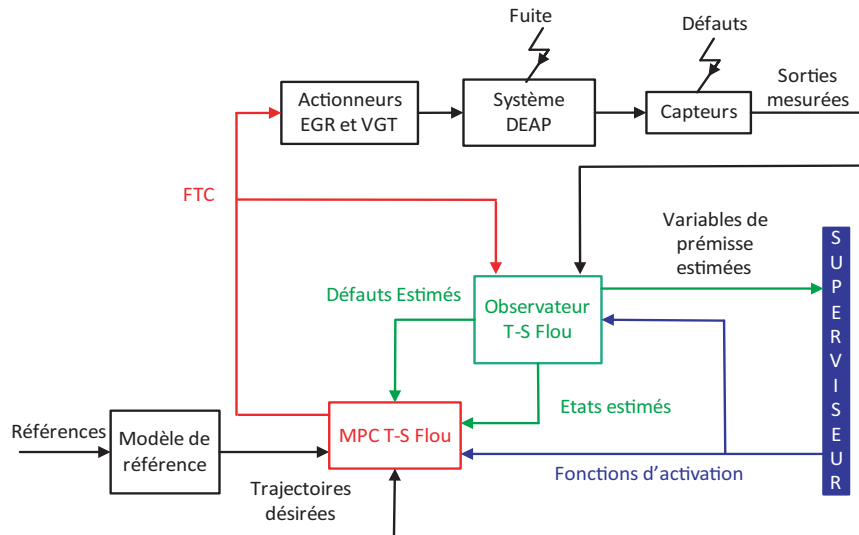 Fuite
Défauts
Actionneurs
EGR et VGT
Système
DEAP
Capteurs
Sorties
mesurées
FTC
Variables de
prémisse
estimées
SUPERVISEUR
Défauts Estimés
Observateur
T-S Flou
Etats estimés
Références
Modèle de
référence
MPC T-S Flou
Fonctions d'activation
Trajectoires
désirées